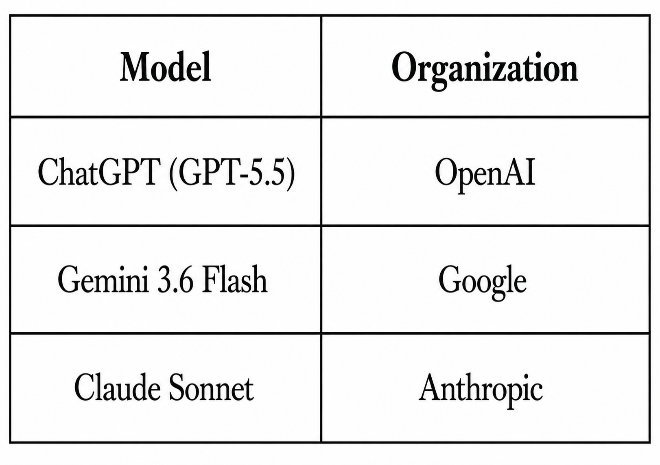 Model Organization
ChatGPT (GPT-5.5) OpenAI
Gemini 3.6 Flash Google
Claude Sonnet Anthropic